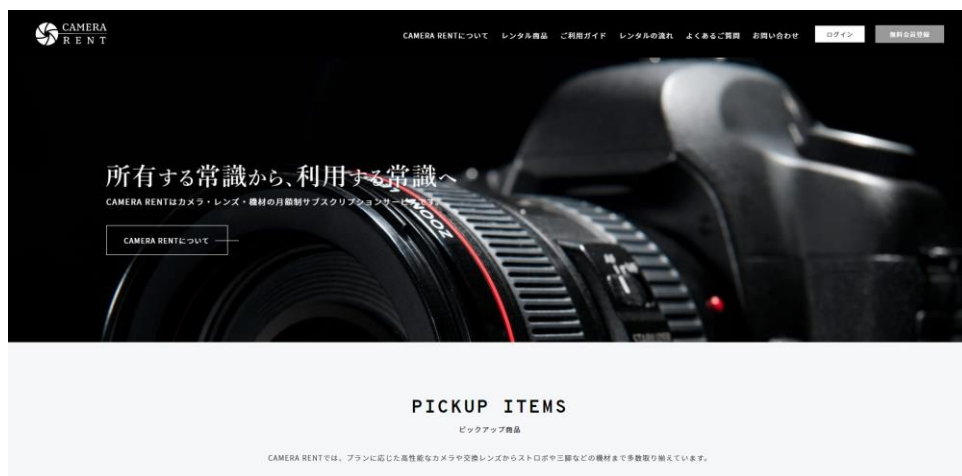 CAMERA
RENT
CAMERA RENTについて レンタル商品 ご利用ガイド レンタルの流れ よくあるご質問 お問い合わせ ログイン 無料会員登録
所有する常識から、利用する常識へ
CAMERA RENTはカメラ・レンズ・機材の月額制サブスクリプションサービスです。
ZOOM
CAMERA RENTについて
AF
STABILIZER
PICKUP ITEMS
ピックアップ商品
CAMERA RENTでは、プランに応じた高性能なカメラや交換レンズからストロボや三脚などの機材まで多数取り揃えています。